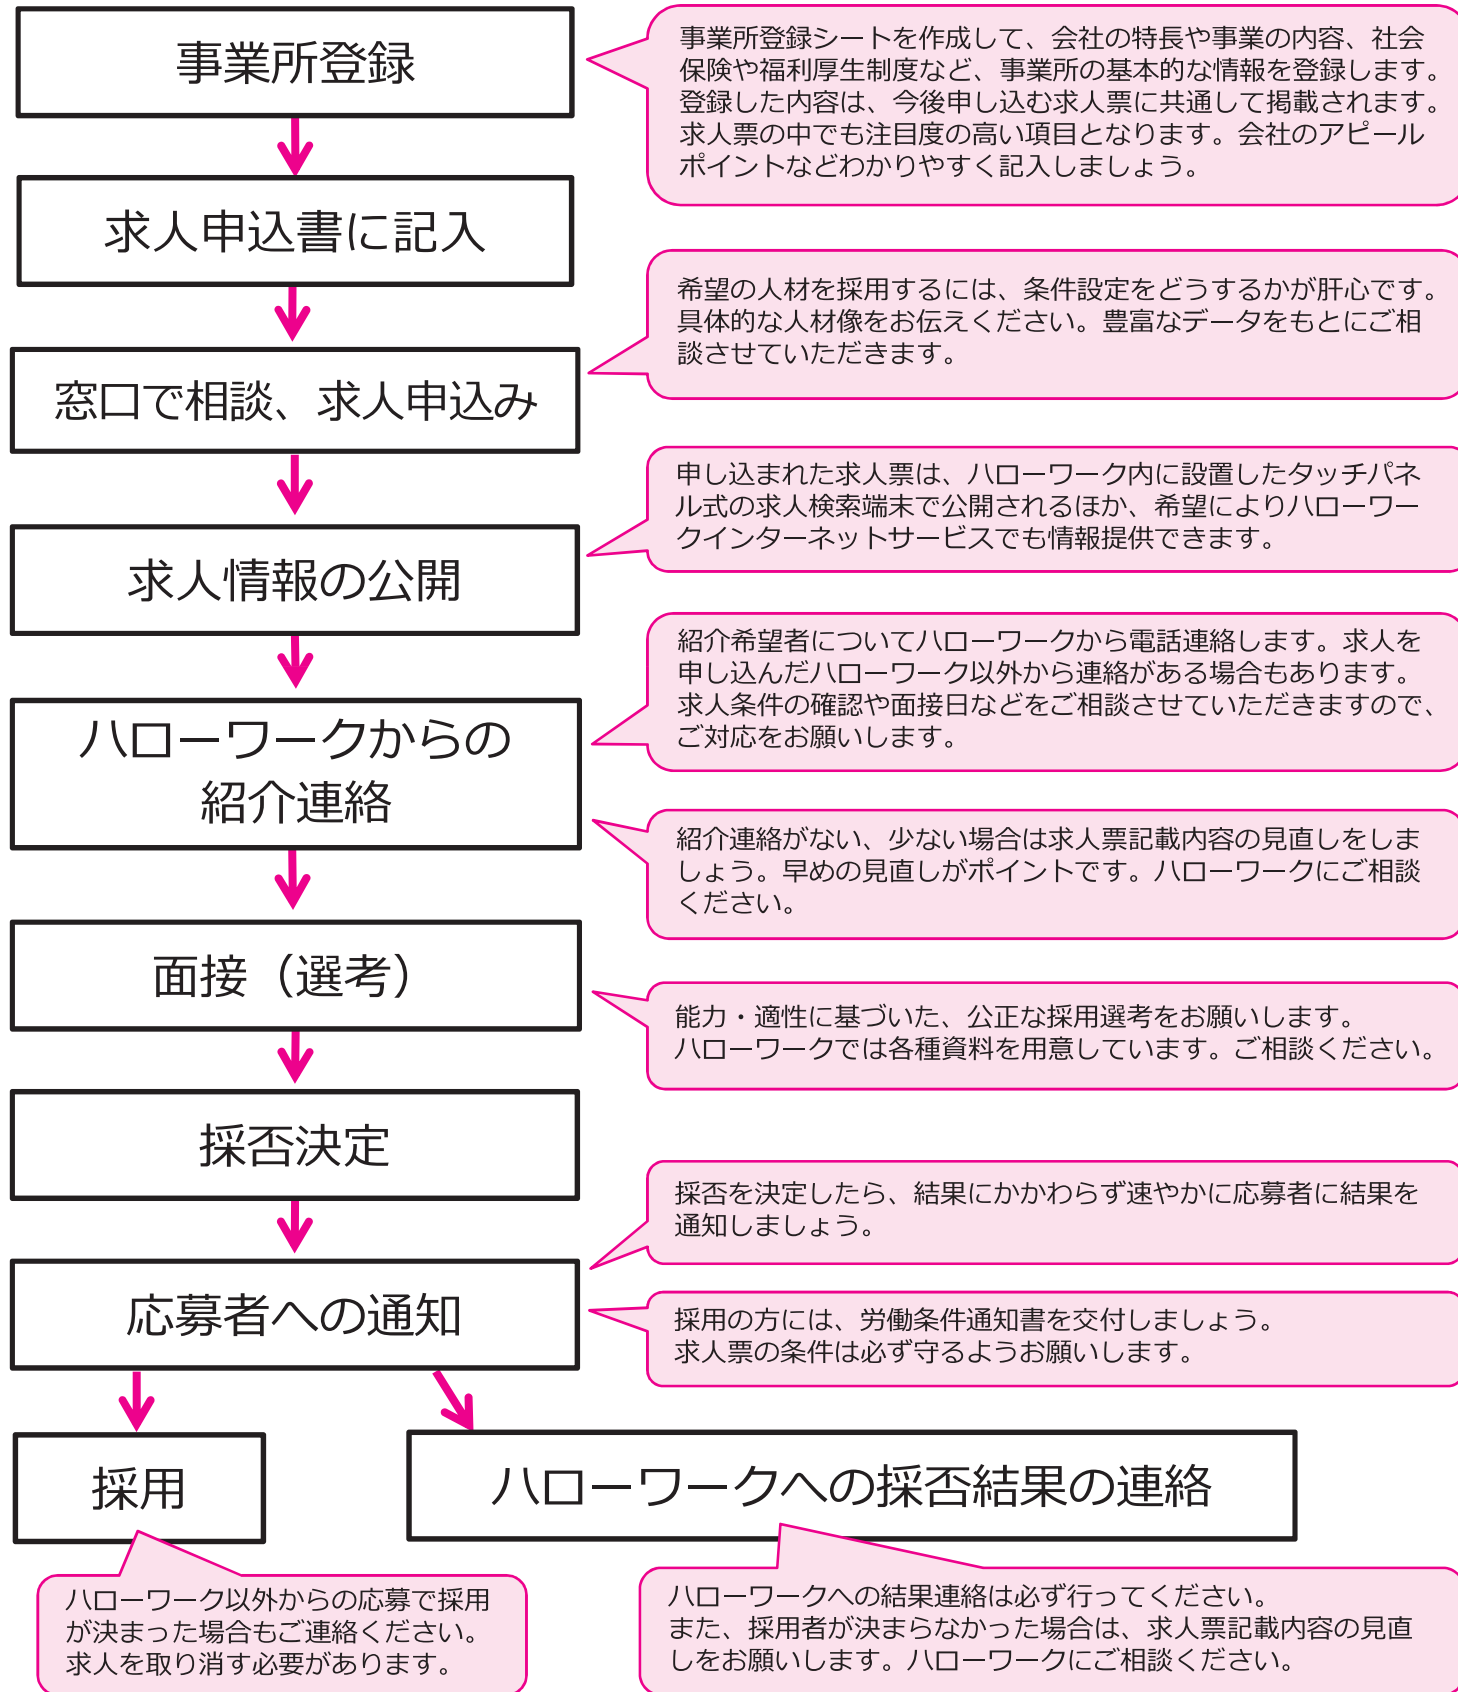 事業所登録
事業所登録シートを作成して、会社の特長や事業の内容、社会
保険や福利厚生制度など、事業所の基本的な情報を登録します。
登録した内容は、今後申し込む求人票に共通して掲載されます。
求人票の中でも注目度の高い項目となります。会社のアピール
ポイントなどわかりやすく記入しましょう。
求人申込書に記入
窓口で相談、求人申込み
希望の人材を採用するには、条件設定をどうするかが肝心です。
具体的な人材像をお伝えください。豊富なデータをもとにご相
談させていただきます。
求人情報の公開
申し込まれた求人票は、ハローワーク内に設置したタッチパネ
ル式の求人検索端末で公開されるほか、希望によりハローワー
クインターネットサービスでも情報提供できます。
ハローワークからの
紹介連絡
紹介希望者についてハローワークから電話連絡します。求人を
申し込んだハローワーク以外から連絡がある場合もあります。
求人条件の確認や面接日などをご相談させていただきますので、
ご対応をお願いします。
紹介連絡がない、少ない場合は求人票記載内容の見直しをしま
しょう。早めの見直しがポイントです。ハローワークにご相談
ください。
面接（選考）
能力・適性に基づいた、公正な採用選考をお願いします。
ハローワークでは各種資料を用意しています。ご相談ください。
採否決定
応募者への通知
採否を決定したら、結果にかかわらず速やかに応募者に結果を
通知しましょう。
採用の方には、労働条件通知書を交付しましょう。
求人票の条件は必ず守るようお願いします。
採用
ハローワークへの採否結果の連絡
ハローワーク以外からの応募で採用
が決まった場合もご連絡ください。
求人を取り消す必要があります。
ハローワークへの結果連絡は必ず行ってください。
また、採用者が決まらなかった場合は、求人票記載内容の見直
しをお願いします。ハローワークにご相談ください。